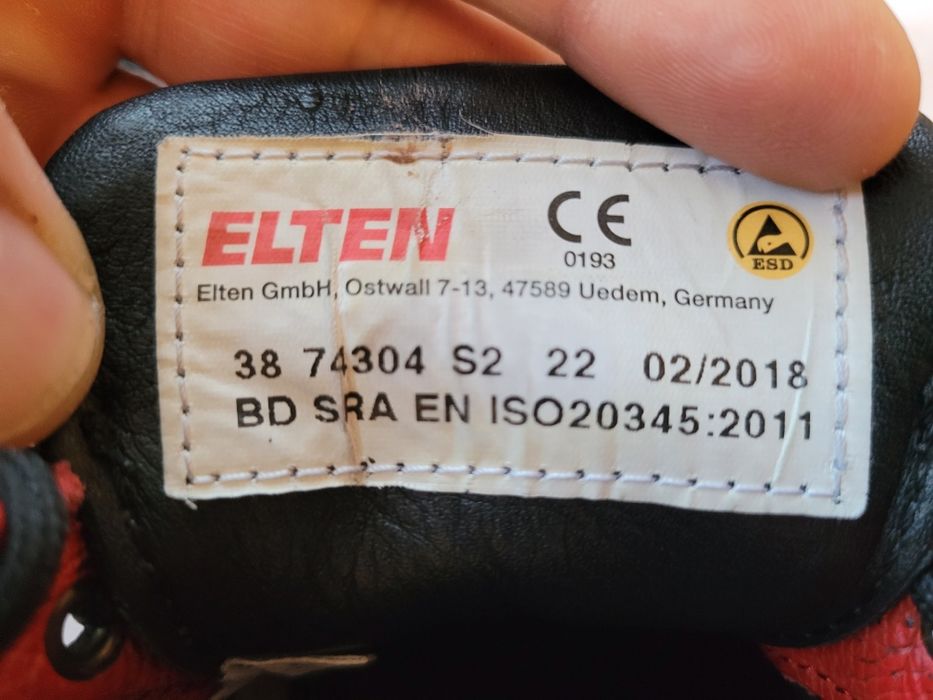 ELTEN CE
0193
ESD
Elten GmbH, Ostwall 7-13, 47589 Uedem, Germany
38 74304 S2 22 02/2018
BD SRA EN ISO20345:2011